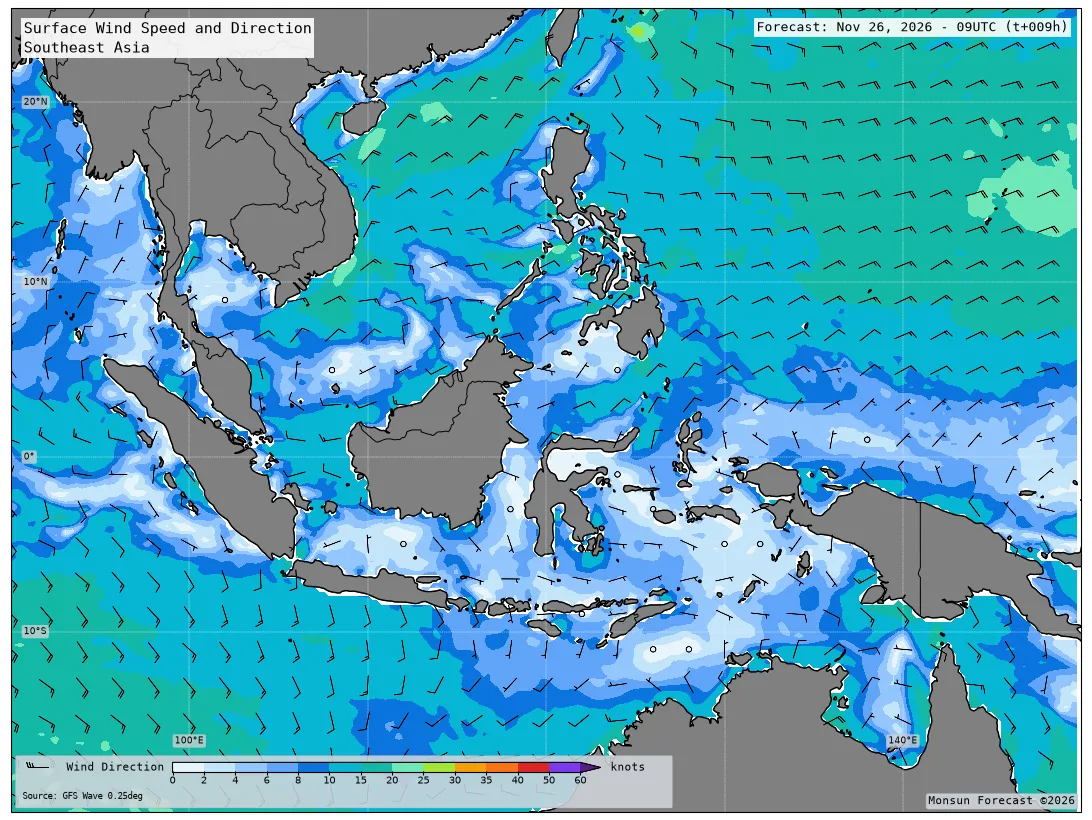 Surface Wind Speed and Direction
Southeast Asia
Forecast: Nov 26, 2026 - 09UTC (t+009h)
20°N
10°N
0°
10°S
100°E
140°E
Wind Direction
0 2 4 6 8 10 15 20 25 30 35 40 50 60
knots
Source: GFS Wave 0.25deg
Monsun Forecast ©2026